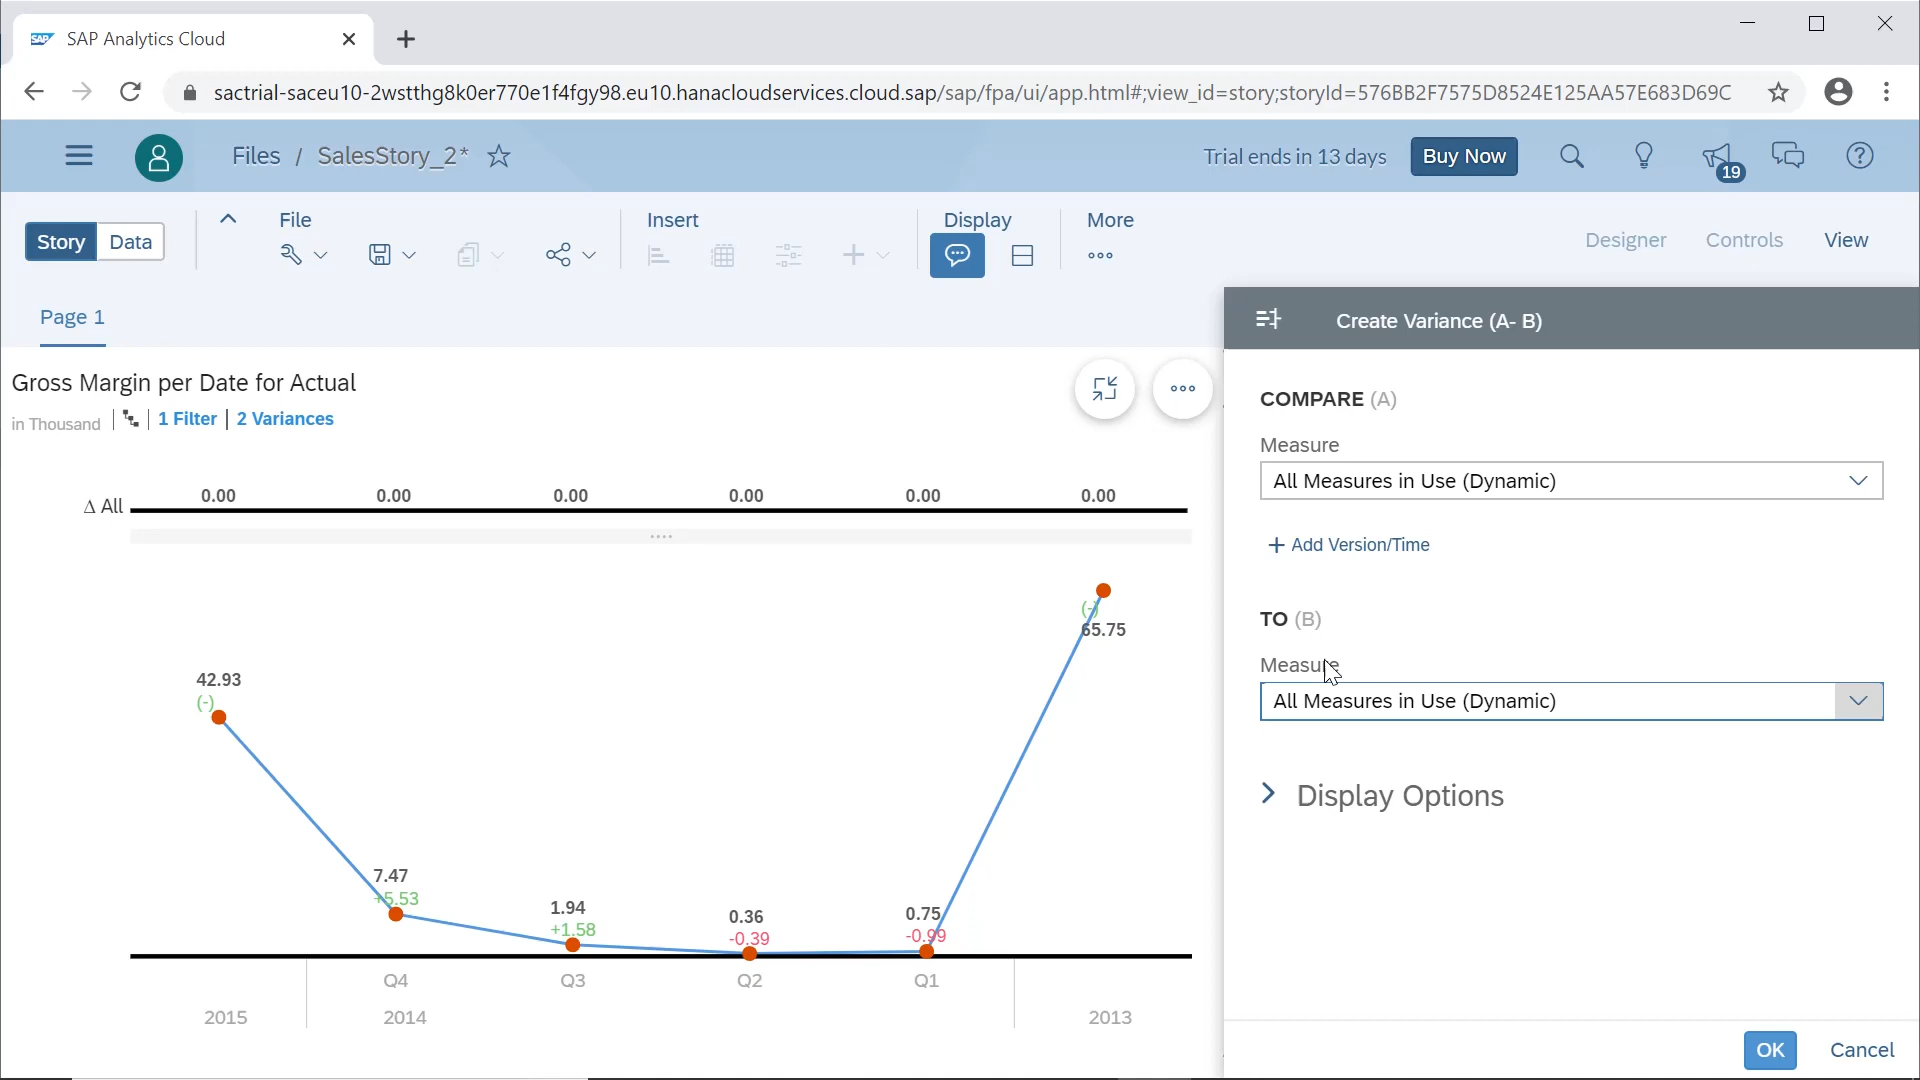 SAP SAP Analytics Cloud
sactrial-saceu10-2wstthg8k0er770e1f4fgy98.eu10.hanacloudservices.cloud.sap/sap/fpa/ui/app.html#;view_id=story;storyId=576BB2F7575D8524E125AA57E683D69C
Files / SalesStory_2*
Trial ends in 13 days
Buy Now
19
Story Data
File
Insert
Display
More
Designer Controls View
Page 1
Create Variance (A- B)
Gross Margin per Date for Actual
in Thousand | 1 Filter | 2 Variances
Δ All 0.00 0.00 0.00 0.00 0.00 0.00
(-)
65.75
42.93
(-)
7.47
+5.53
1.94
+1.58
0.36
-0.39
0.75
-0.99
Q4 Q3 Q2 Q1
2015 2014 2013
COMPARE (A)
Measure
All Measures in Use (Dynamic)
+ Add Version/Time
TO (B)
Measure
All Measures in Use (Dynamic)
Display Options
OK Cancel